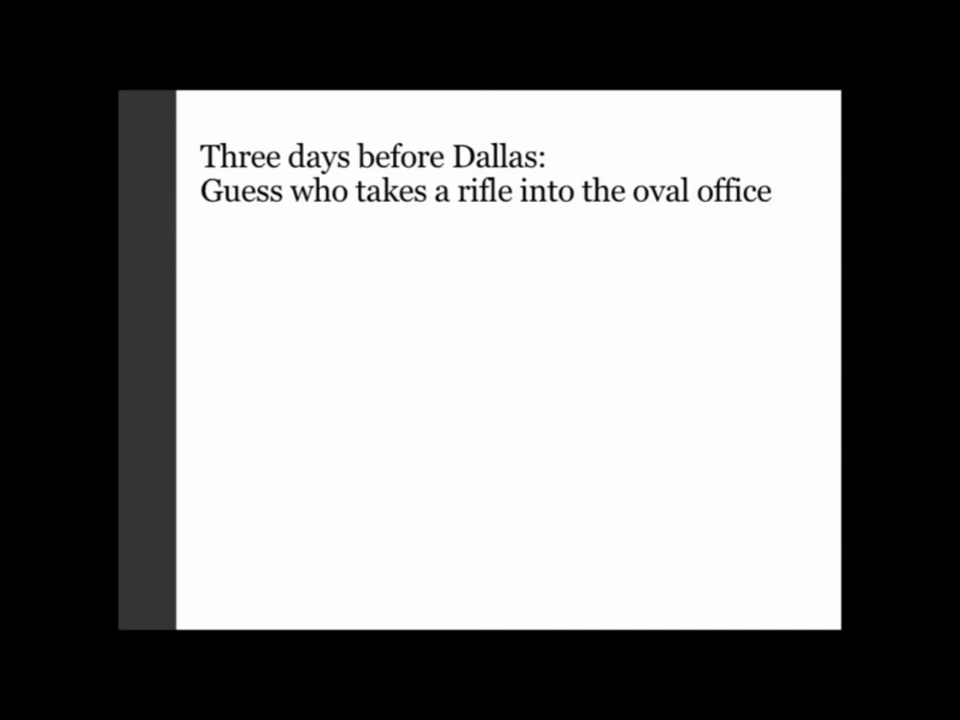 Three days before Dallas:
Guess who takes a rifle into the oval office